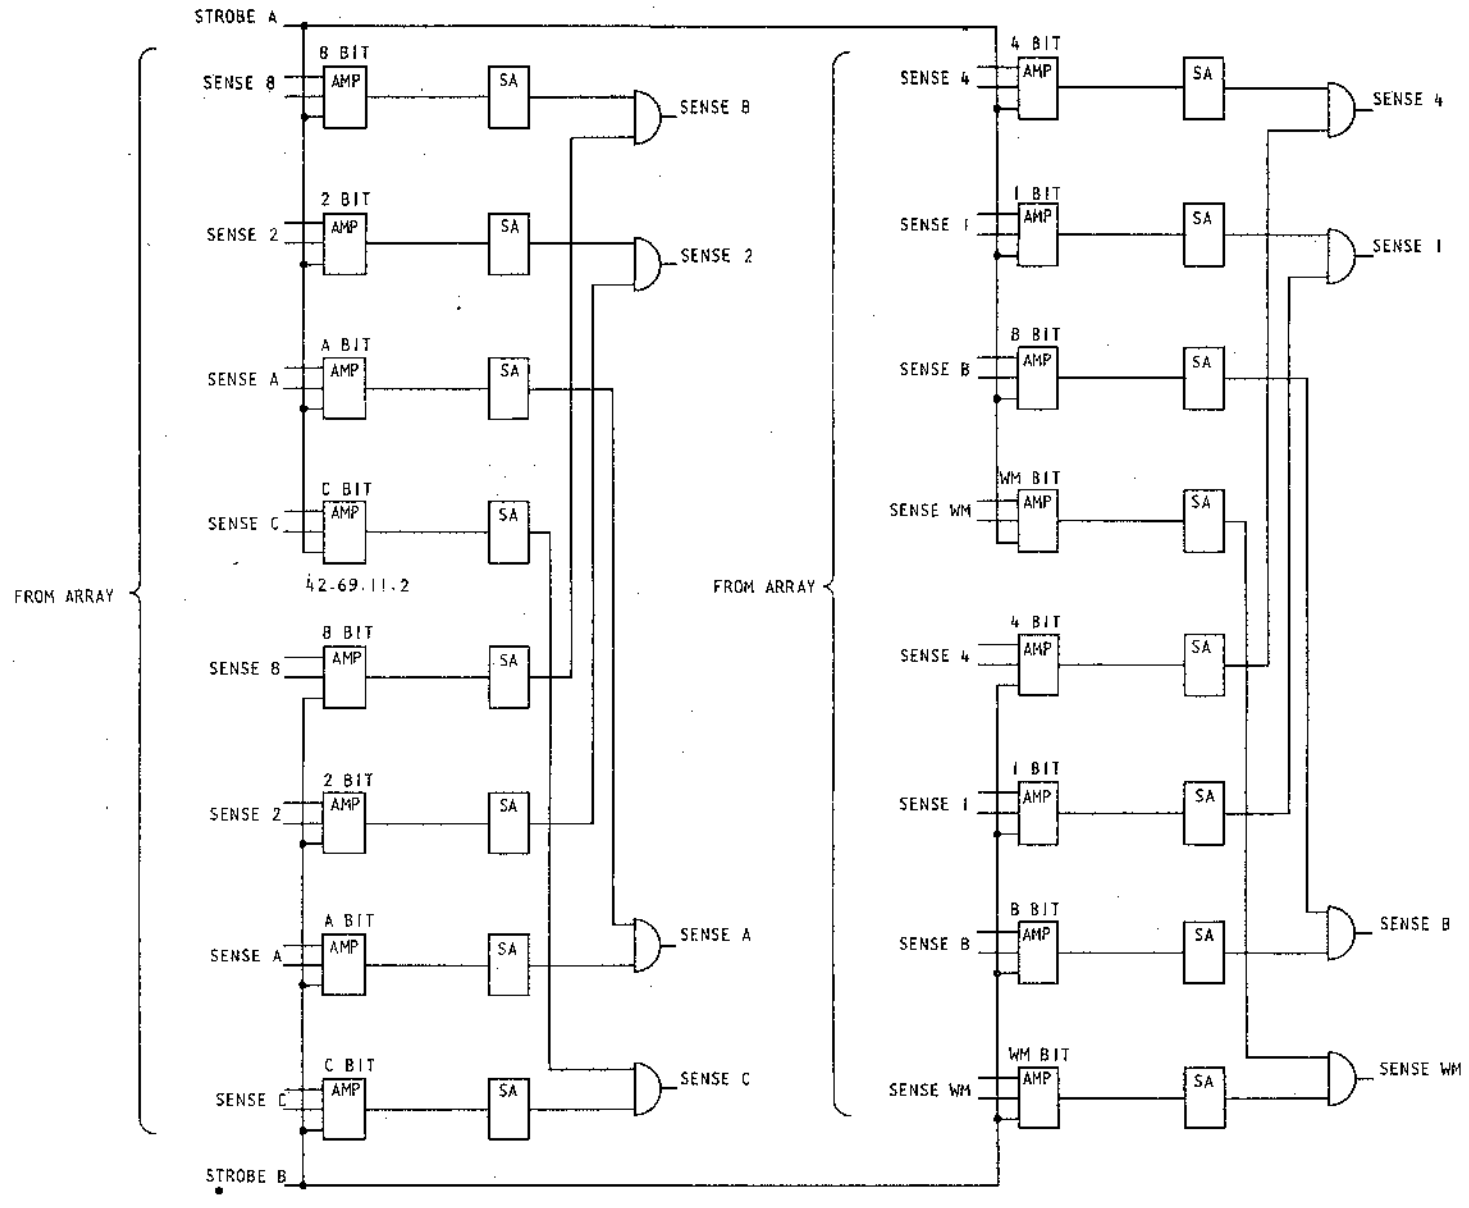 STROBE A
8 BIT
AMP
SA
SENSE 8
SENSE 8
2 BIT
AMP
SA
SENSE 2
SENSE 2
A BIT
AMP
SA
SENSE A
C BIT
AMP
SA
SENSE C
42-69.11.2
FROM ARRAY
8 BIT
AMP
SA
SENSE 8
2 BIT
AMP
SA
SENSE 2
A BIT
AMP
SA
SENSE A
SENSE A
C BIT
AMP
SA
SENSE C
SENSE C
STROBE B
4 BIT
AMP
SA
SENSE 4
SENSE 4
1 BIT
AMP
SA
SENSE 1
SENSE 1
B BIT
AMP
SA
SENSE B
WM BIT
AMP
SA
SENSE WM
FROM ARRAY
4 BIT
AMP
SA
SENSE 4
1 BIT
AMP
SA
SENSE 1
B BIT
AMP
SA
SENSE B
SENSE B
WM BIT
AMP
SA
SENSE WM
SENSE WM